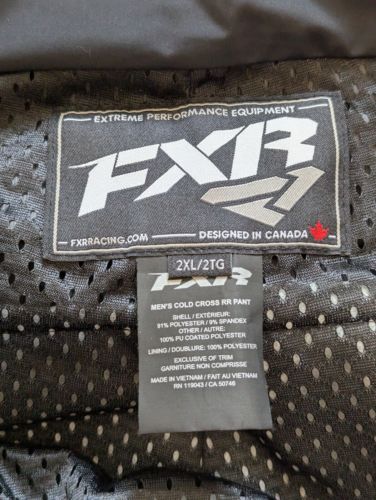 EXTREME PERFORMANCE EQUIPMENT
FXR
FXRRACING.COM
DESIGNED IN CANADA
2XL/2TG
FXR
MEN'S COLD CROSS RR PANT
SHELL / EXTÉRIEUR:
91% POLYESTER / 9% SPANDEX
OTHER / AUTRE:
100% PU COATED POLYESTER
LINING / DOUBLURE: 100% POLYESTER
EXCLUSIVE OF TRIM
GARNITURE NON COMPRISSE
MADE IN VIETNAM / FAIT AU VIETNAM
RN 119043 / CA 50746